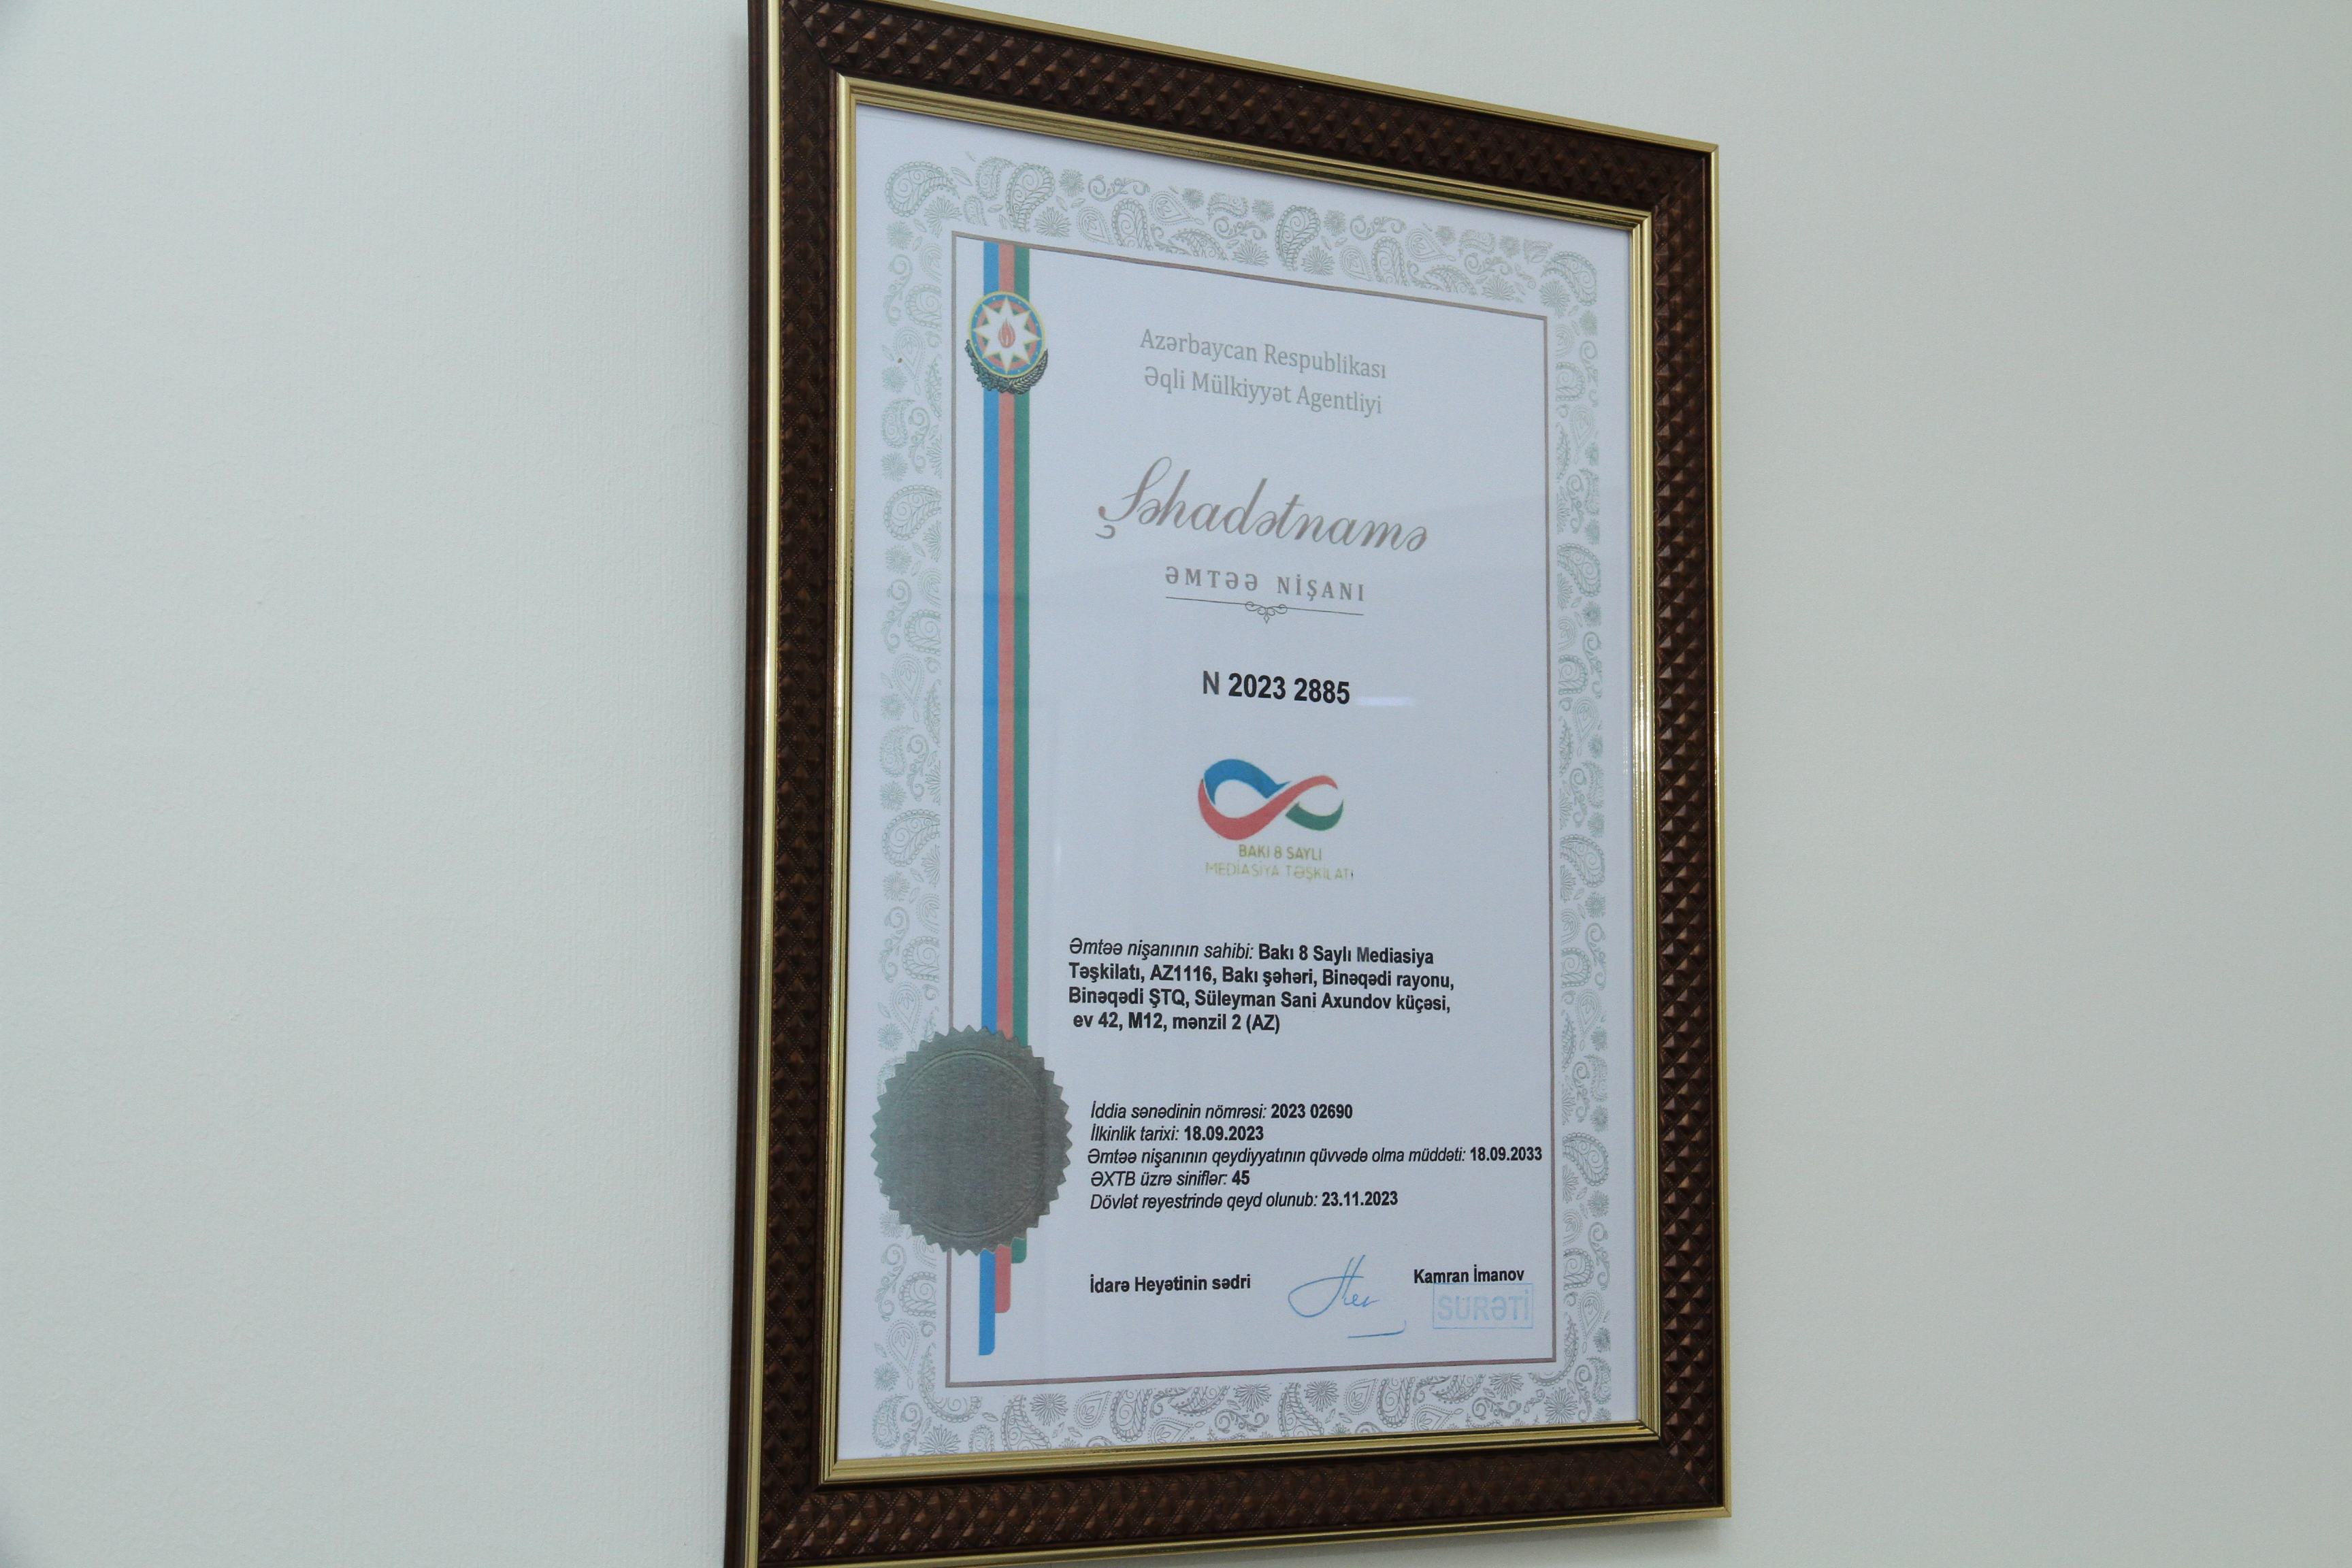 Azərbaycan Respublikası
Əqli Mülkiyyət Agentliyi
Şəhadətnamə
ƏMTƏƏ NİŞANI
N 2023 2885
BAKI 8 SAYLI
MEDİASİYA TƏŞKİLATI
Əmtəə nişanının sahibi: Bakı 8 Saylı Mediasiya
Təşkilatı, AZ1116, Bakı şəhəri, Binəqədi rayonu,
Binəqədi ŞTQ, Süleyman Sani Axundov küçəsi,
ev 42, M12, mənzil 2 (AZ)
İddia sənədinin nömrəsi: 2023 02690
İlkinlik tarixi: 18.09.2023
Əmtəə nişanının qeydiyyatının qüvvədə olma müddəti: 18.09.2033
ƏXTB üzrə siniflər: 45
Dövlət reyestrində qeyd olunub: 23.11.2023
İdarə Heyətinin sədri Kamran İmanov
SURƏTİ